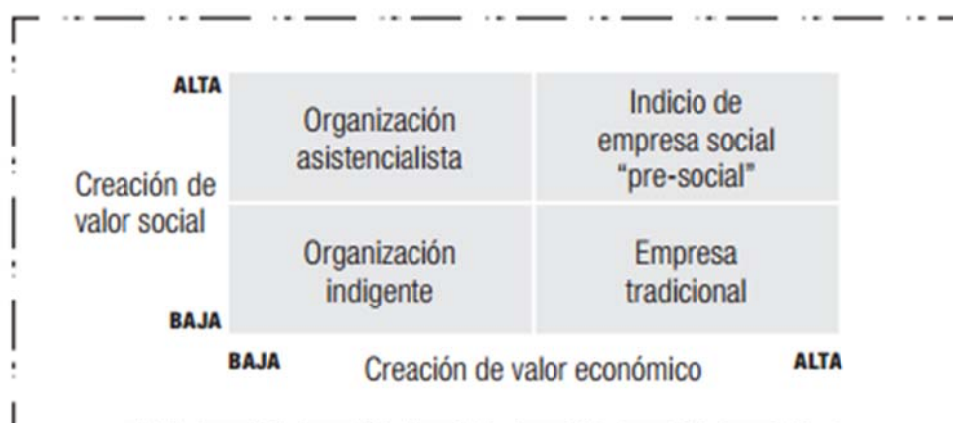 ALTA
Organización
asistencialista
Indicio de
empresa social
“pre-social”
Creación de
valor social
Organización
indigente
Empresa
tradicional
BAJA
BAJA
Creación de valor económico
ALTA